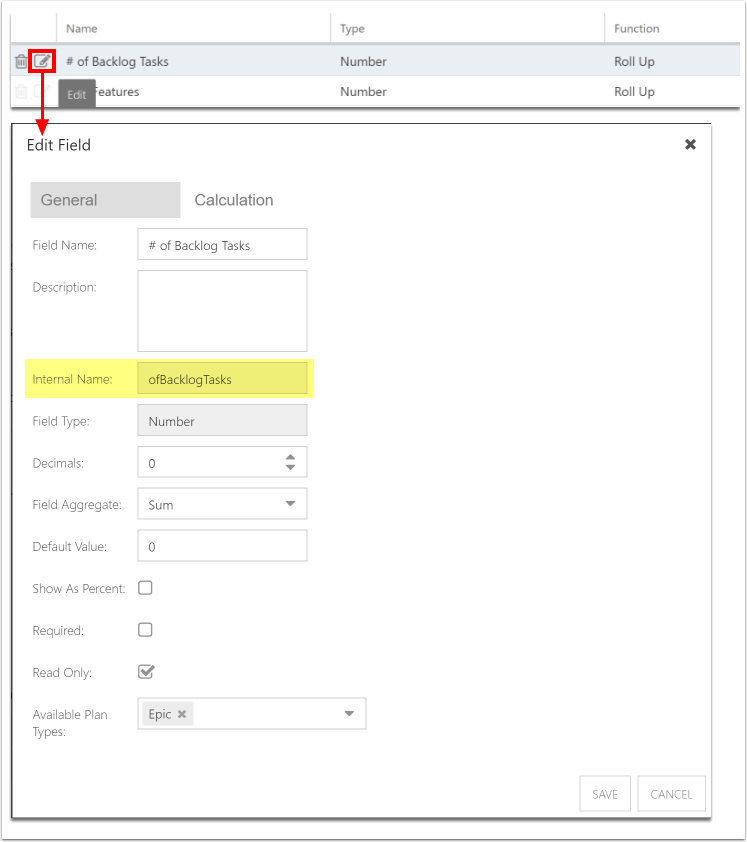 Name Type Function
# of Backlog Tasks Number Roll Up
Edit Features Number Roll Up
Edit Field
General Calculation
Field Name: # of Backlog Tasks
Description:
Internal Name: ofBacklogTasks
Field Type: Number
Decimals: 0
Field Aggregate: Sum
Default Value: 0
Show As Percent:
Required:
Read Only:
Available Plan Epic
Types:
SAVE CANCEL